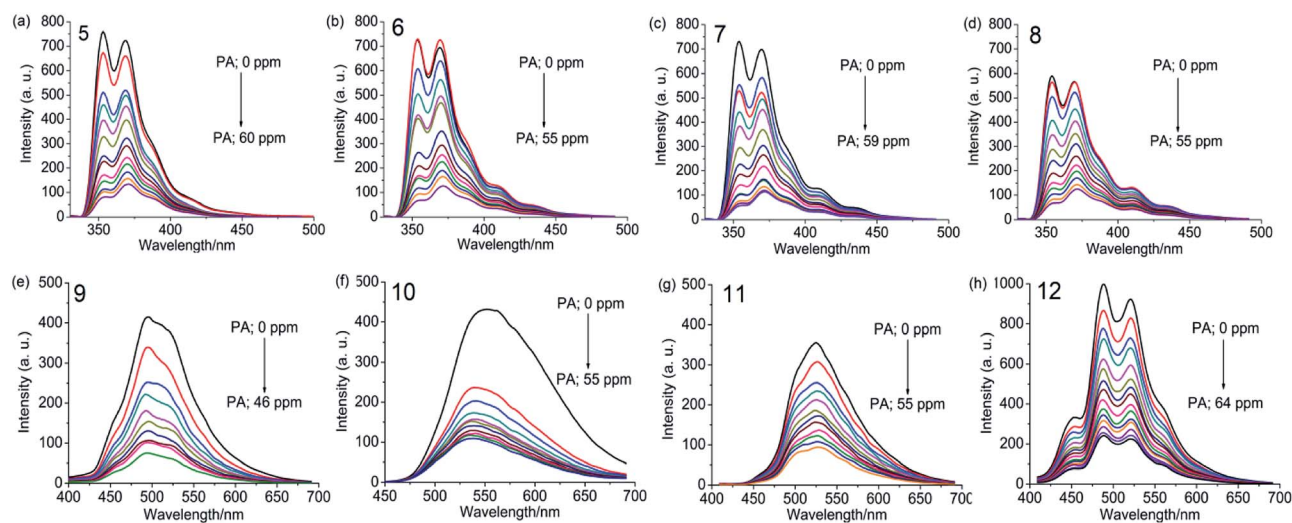 (a)
5
PA; 0 ppm
PA; 60 ppm
Intensity (a. u.)
800
700
600
500
400
300
200
100
0
350 400 450 500
Wavelength/nm
(b)
6
PA; 0 ppm
PA; 55 ppm
Intensity (a. u.)
800
700
600
500
400
300
200
100
0
350 400 450 500
Wavelength/nm
(c)
7
PA; 0 ppm
PA; 59 ppm
Intensity (a. u.)
800
700
600
500
400
300
200
100
0
350 400 450 500
Wavelength/nm
(d)
8
PA; 0 ppm
PA; 55 ppm
Intensity (a. u.)
800
700
600
500
400
300
200
100
0
350 400 450 500
Wavelength/nm
(e)
9
PA; 0 ppm
PA; 46 ppm
Intensity (a. u.)
500
400
300
200
100
0
400 450 500 550 600 650 700
Wavelength/nm
(f)
10
PA; 0 ppm
PA; 55 ppm
Intensity (a. u.)
500
400
300
200
100
0
450 500 550 600 650 700
Wavelength/nm
(g)
11
PA; 0 ppm
PA; 55 ppm
Intensity (a. u.)
500
400
300
200
100
0
400 450 500 550 600 650 700
Wavelength/nm
(h)
12
PA; 0 ppm
PA; 64 ppm
Intensity (a. u.)
1000
800
600
400
200
0
400 450 500 550 600 650 700
Wavelength/nm